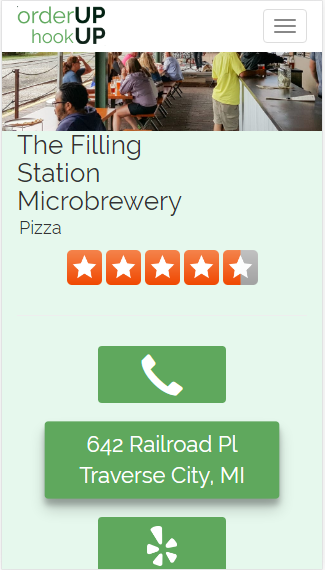 orderUP
hookUP
The Filling
Station
Microbrewery
Pizza
642 Railroad Pl
Traverse City, MI